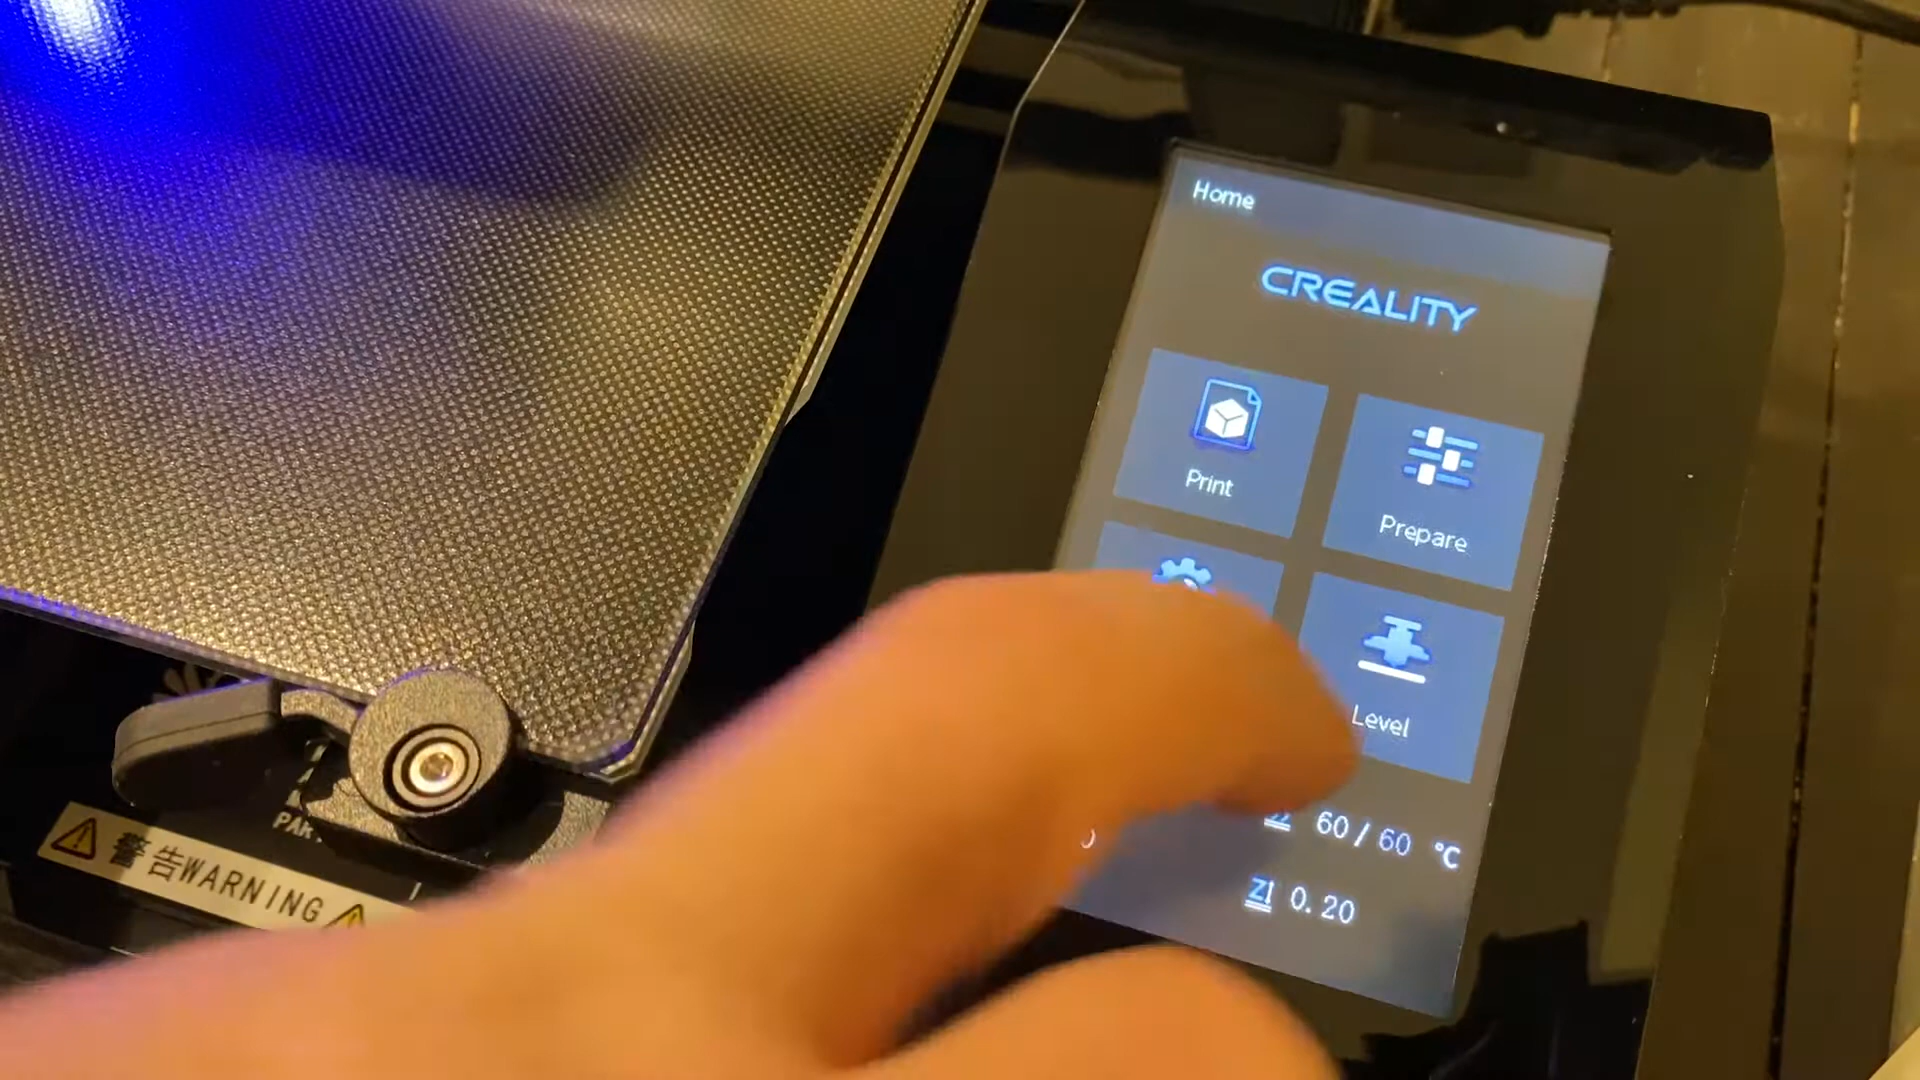 Home
CREALITY
Print
Prepare
Level
60 / 60 °C
0.20
警告WARNING